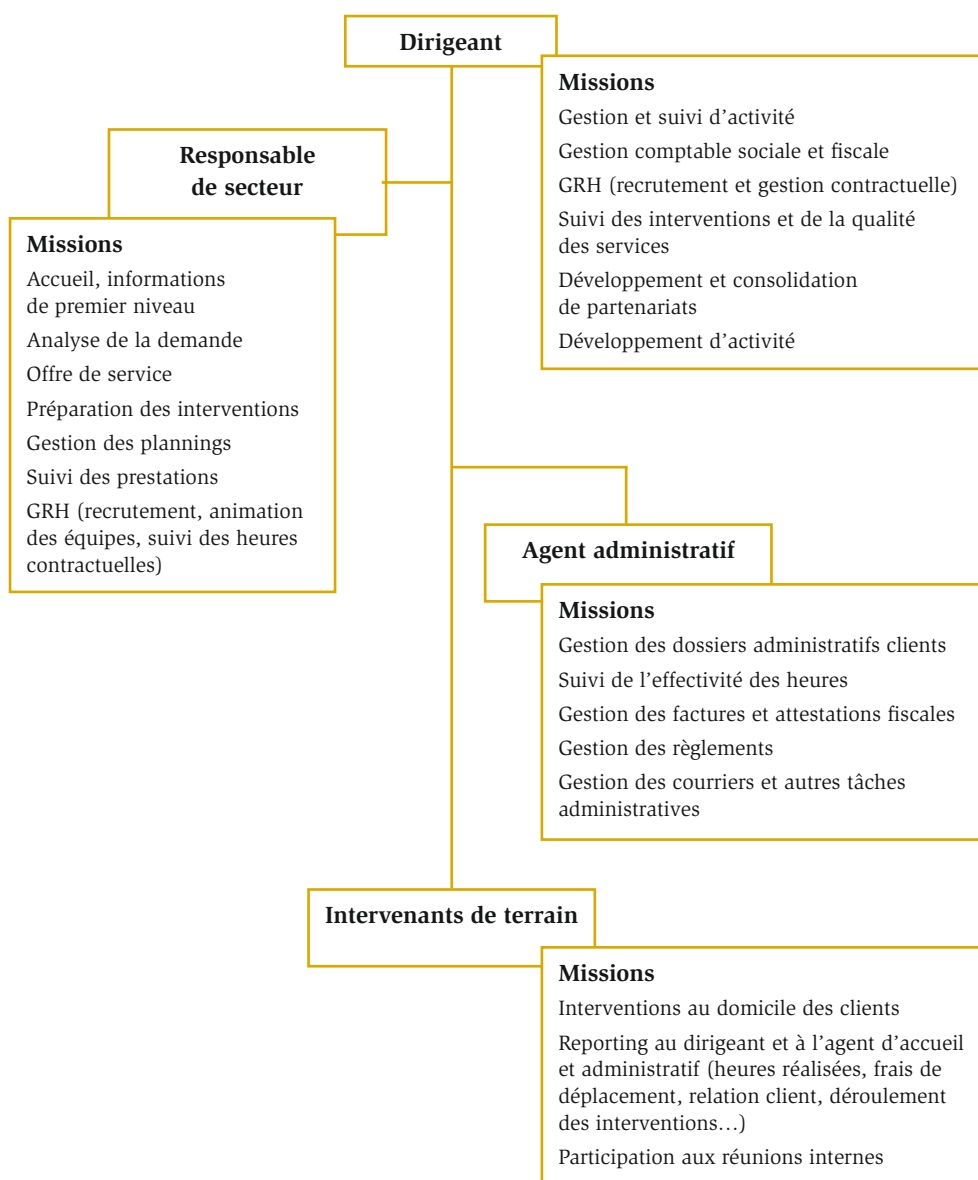 Dirigeant
Missions
Gestion et suivi d’activité
Gestion comptable sociale et fiscale
GRH (recrutement et gestion contractuelle)
Suivi des interventions et de la qualité
des services
Développement et consolidation
de partenariats
Développement d’activité
Responsable
de secteur
Missions
Accueil, informations
de premier niveau
Analyse de la demande
Offre de service
Préparation des interventions
Gestion des plannings
Suivi des prestations
GRH (recrutement, animation
des équipes, suivi des heures
contractuelles)
Agent administratif
Missions
Gestion des dossiers administratifs clients
Suivi de l’effectivité des heures
Gestion des factures et attestations fiscales
Gestion des règlements
Gestion des courriers et autres tâches
administratives
Intervenants de terrain
Missions
Interventions au domicile des clients
Reporting au dirigeant et à l’agent d’accueil
et administratif (heures réalisées, frais de
déplacement, relation client, déroulement
des interventions…)
Participation aux réunions internes